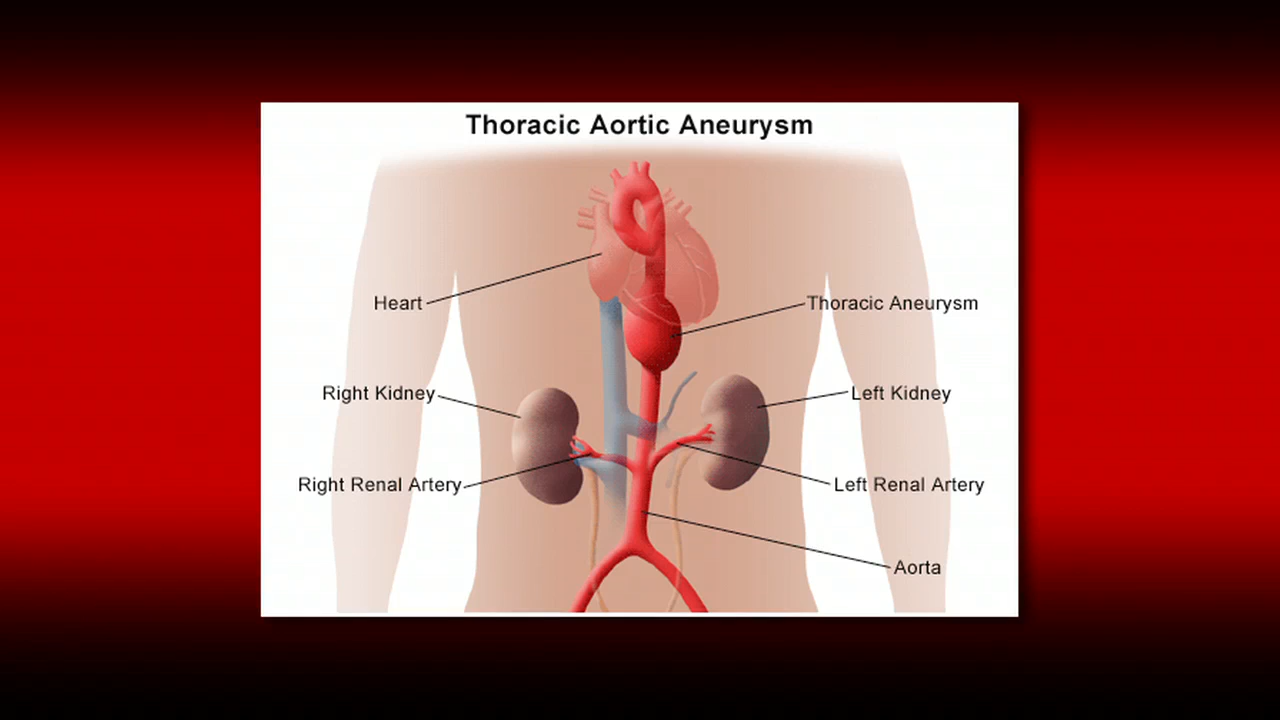 Thoracic Aortic Aneurysm
Heart
Thoracic Aneurysm
Right Kidney
Left Kidney
Right Renal Artery
Left Renal Artery
Aorta